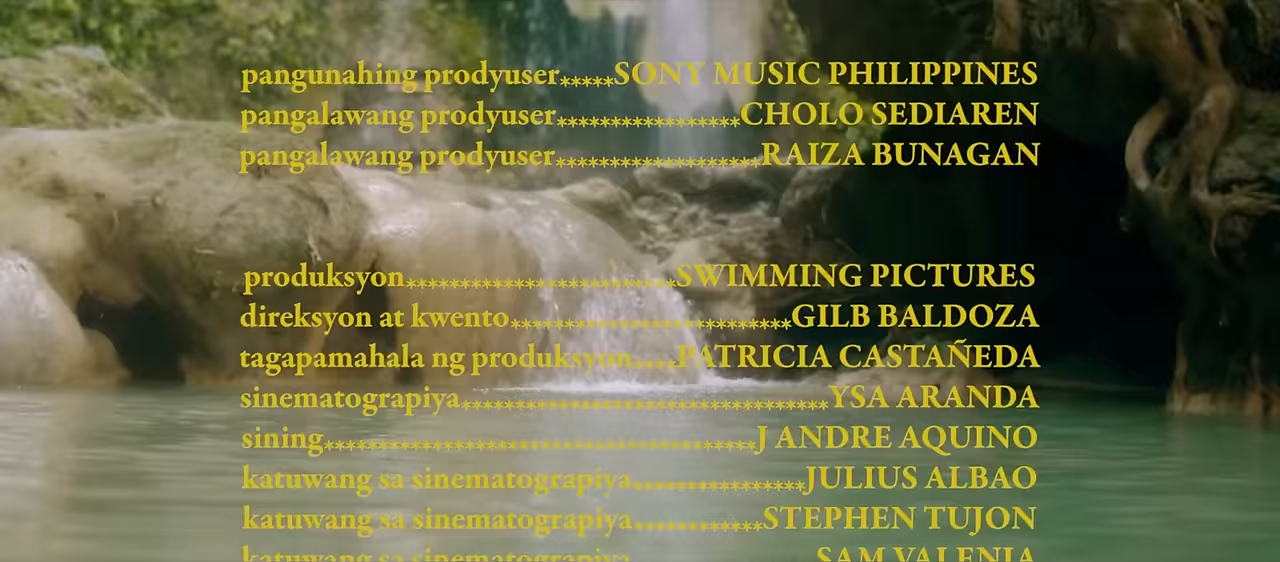 pangunahing prodyuser*****SONY MUSIC PHILIPPINES
pangalawang prodyuser*****************CHOLO SEDIAREN
pangalawang prodyuser*******************RAIZA BUNAGAN
produksyon*************************SWIMMING PICTURES
direksyon at kwento**************************GILB BALDOZA
tagapamahala ng produksyon....PATRICIA CASTAÑEDA
sinematograpiya**********************************YSA ARANDA
sining****************************************J ANDRE AQUINO
katuwang sa sinematograpiya****************JULIUS ALBAO
katuwang sa sinematograpiya************STEPHEN TUJON
katuwang sa sinematograpiya SAM VALENIA